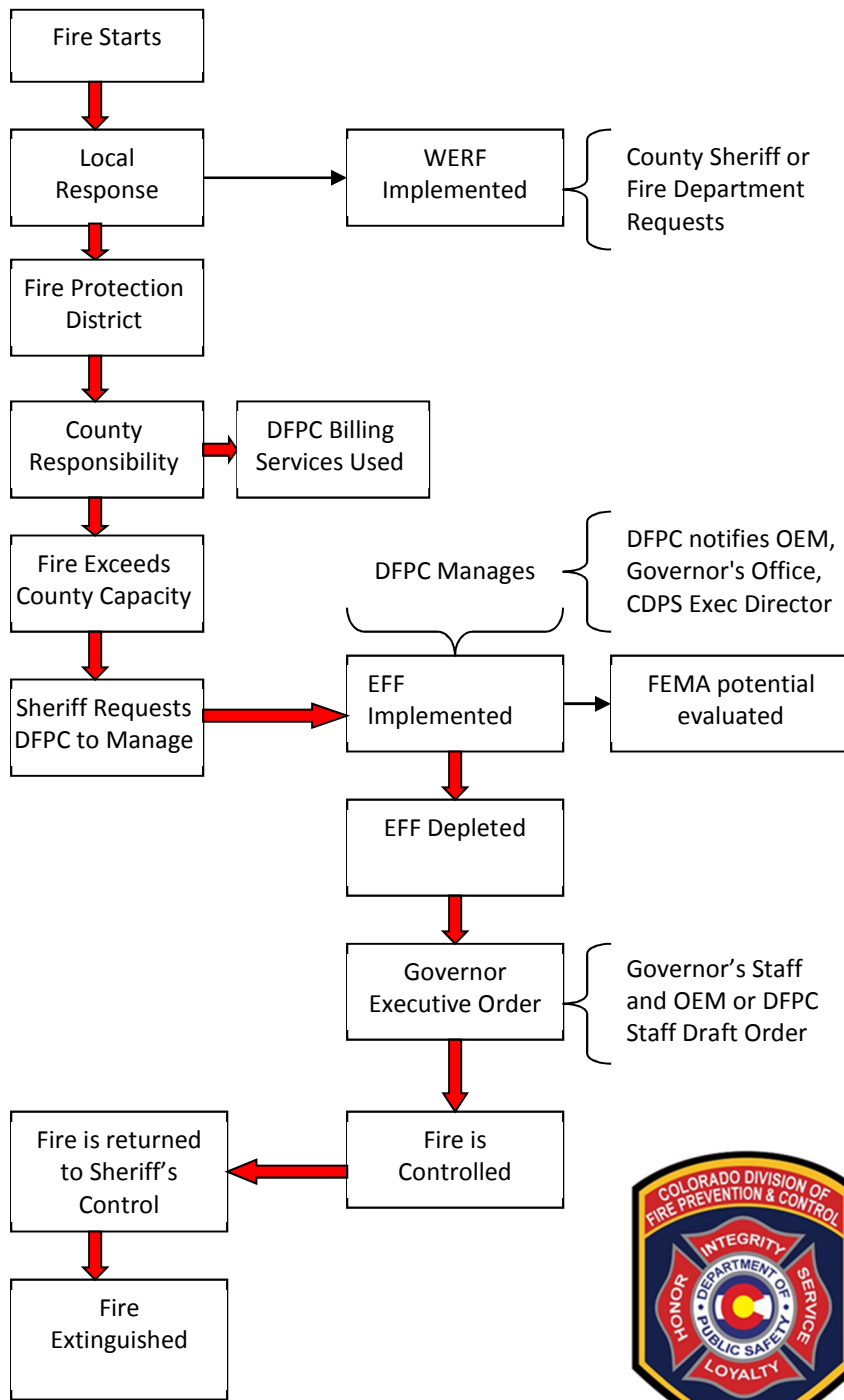 Fire Starts
Local
Response
WERF
Implemented
County Sheriff or
Fire Department
Requests
Fire Protection
District
County
Responsibility
DFPC Billing
Services Used
Fire Exceeds
County Capacity
DFPC Manages
DFPC notifies OEM,
Governor's Office,
CDPS Exec Director
Sheriff Requests
DFPC to Manage
EFF
Implemented
FEMA potential
evaluated
EFF Depleted
Governor
Executive Order
Governor’s Staff
and OEM or DFPC
Staff Draft Order
Fire is returned
to Sheriff’s
Control
Fire is
Controlled
Fire
Extinguished
COLORADO DIVISION OF
FIRE PREVENTION & CONTROL
INTEGRITY
HONOR
SERVICE
LOYALTY
DEPARTMENT OF
PUBLIC SAFETY